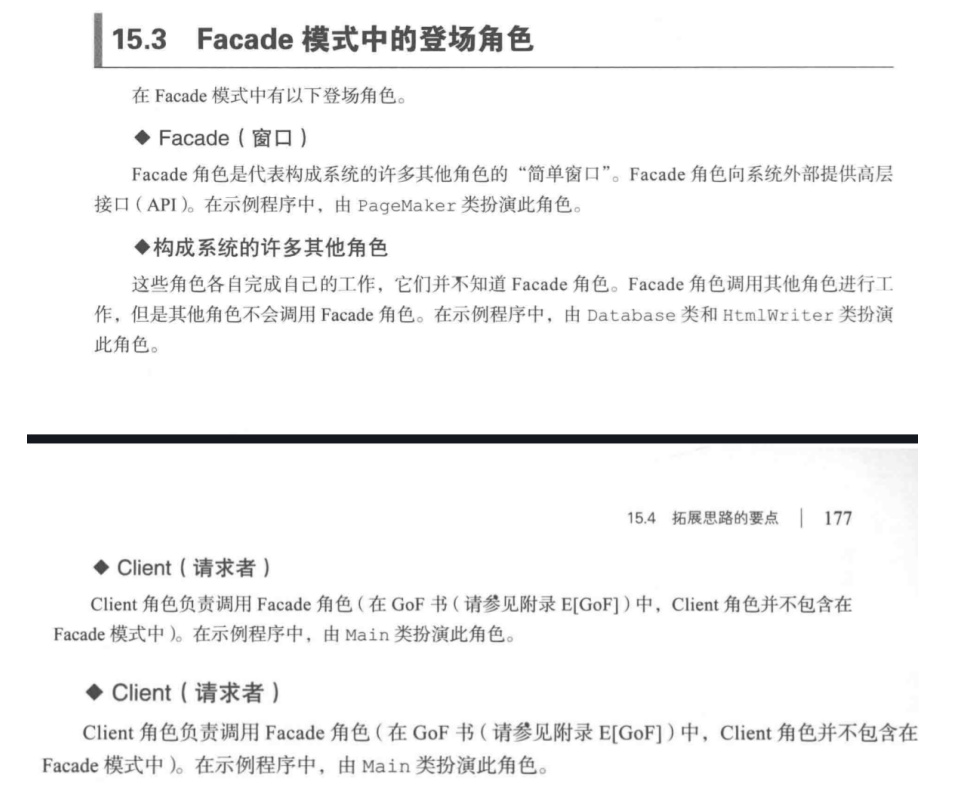 15.3 Facade 模式中的登场角色
在 Facade 模式中有以下登场角色。
◆ Facade（窗口）
Facade 角色是代表构成系统的许多其他角色的“简单窗口”。Facade 角色向系统外部提供高层
接口（API）。在示例程序中，由 PageMaker 类扮演此角色。
◆构成系统的许多其他角色
这些角色各自完成自己的工作，它们并不知道 Facade 角色。Facade 角色调用其他角色进行工
作，但是其他角色不会调用 Facade 角色。在示例程序中，由 Database 类和 HtmlWriter 类扮演
此角色。
15.4 拓展思路的要点 | 177
◆ Client（请求者）
Client 角色负责调用 Facade 角色（在 GoF 书（请参见附录 E[GoF]）中，Client 角色并不包含在
Facade 模式中）。在示例程序中，由 Main 类扮演此角色。
◆ Client（请求者）
Client 角色负责调用 Facade 角色（在 GoF 书（请参见附录 E[GoF]）中，Client 角色并不包含在
Facade 模式中）。在示例程序中，由 Main 类扮演此角色。